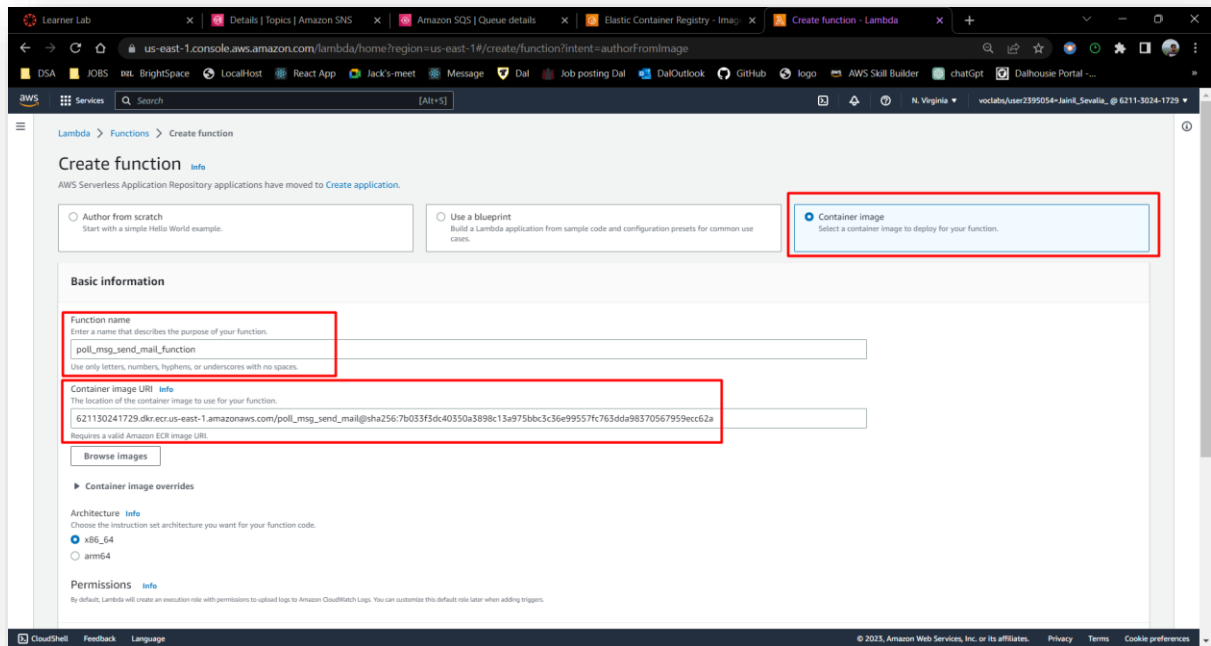 Learner Lab
Details | Topics | Amazon SNS
Amazon SQS | Queue details
Elastic Container Registry - Imag
Create function - Lambda
us-east-1.console.aws.amazon.com/lambda/home?region=us-east-1#/create/function?intent=authorFromImage
DSA JOBS D2L BrightSpace LocalHost React App Jack's-meet Message Dal Job posting Dal DalOutlook GitHub logo AWS Skill Builder chatGpt Dalhousie Portal -... »
aws Services Search [Alt+S] N. Virginia voclabs/user2395054=Jainil_Sevalia_ @ 6211-3024-1729
Lambda > Functions > Create function
Create function Info
AWS Serverless Application Repository applications have moved to Create application.
Author from scratch
Start with a simple Hello World example.
Use a blueprint
Build a Lambda application from sample code and configuration presets for common use
cases.
Container image
Select a container image to deploy for your function.
Basic information
Function name
Enter a name that describes the purpose of your function.
poll_msg_send_mail_function
Use only letters, numbers, hyphens, or underscores with no spaces.
Container image URI Info
The location of the container image to use for your function.
621130241729.dkr.ecr.us-east-1.amazonaws.com/poll_msg_send_mail@sha256:7b033f3dc40350a3898c13a975bbc3c36e99557fc763dda98370567959ecc62a
Requires a valid Amazon ECR image URI.
Browse images
Container image overrides
Architecture Info
Choose the instruction set architecture you want for your function code.
x86_64
arm64
Permissions Info
By default, Lambda will create an execution role with permissions to upload logs to Amazon CloudWatch Logs. You can customize this default role later when adding triggers.
CloudShell Feedback Language © 2023, Amazon Web Services, Inc. or its affiliates. Privacy Terms Cookie preferences